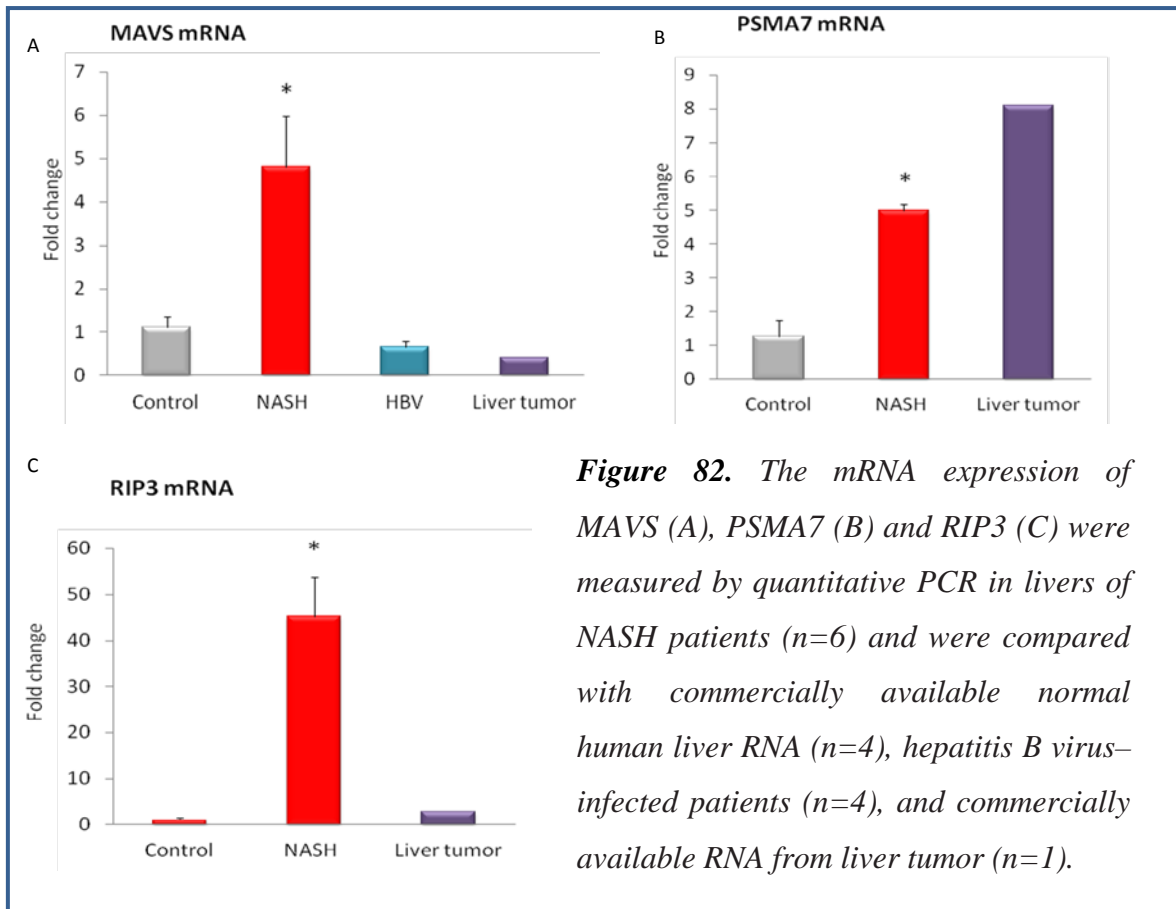 A
MAVS mRNA
7
6
5
4
3
2
1
0
Fold change
*
Control NASH HBV Liver tumor
B
PSMA7 mRNA
9
8
7
6
5
4
3
2
1
0
Fold change
*
Control NASH Liver tumor
C
RIP3 mRNA
60
50
40
30
20
10
0
Fold change
*
Control NASH Liver tumor
Figure 82. The mRNA expression of
MAVS (A), PSMA7 (B) and RIP3 (C) were
measured by quantitative PCR in livers of
NASH patients (n=6) and were compared
with commercially available normal
human liver RNA (n=4), hepatitis B virus–
infected patients (n=4), and commercially
available RNA from liver tumor (n=1).